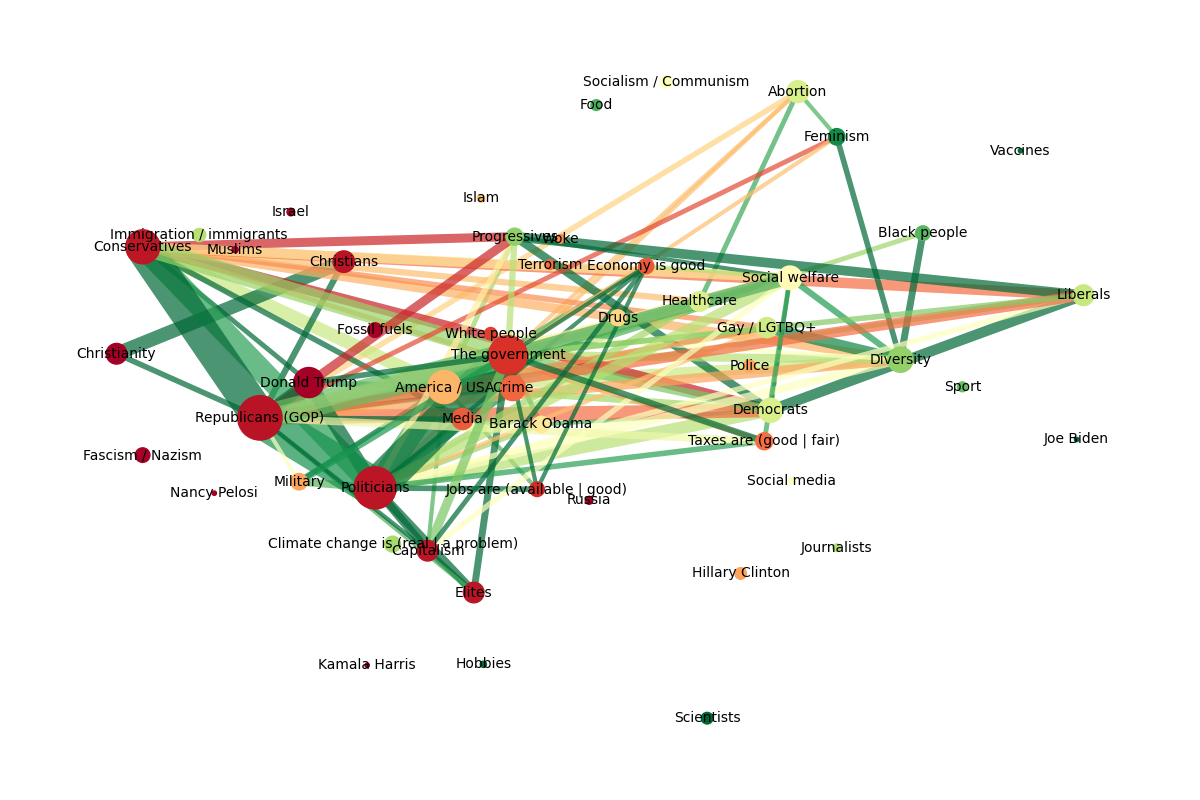 Socialism / Communism
Abortion
Food
Feminism
Vaccines
Islam
Israel
Immigration / immigrants
Conservatives
Muslims
Progressives
Woke
Black people
Christians
Terrorism
Economy is good
Social welfare
Liberals
Healthcare
Drugs
Fossil fuels
White people
Gay / LGTBQ+
Christianity
The government
Diversity
Police
Donald Trump
America / USA
Crime
Sport
Republicans (GOP)
Media
Barack Obama
Democrats
Taxes are (good | fair)
Joe Biden
Fascism / Nazism
Military
Social media
Nancy Pelosi
Politicians
Jobs are (available | good)
Russia
Climate change is (real | a problem)
Capitalism
Journalists
Hillary Clinton
Elites
Kamala Harris
Hobbies
Scientists